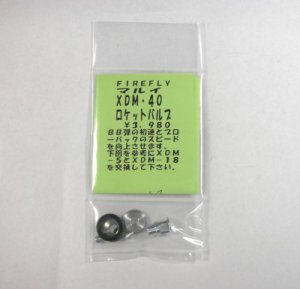 FIREFLY
マルイ
XDM・40
ロケットバルブ
￥3,980
BB弾の初速とブロ
ーバックのスピード
を向上させます。
下図を参考にXDM
-5とXDM-18
を交換して下さい。